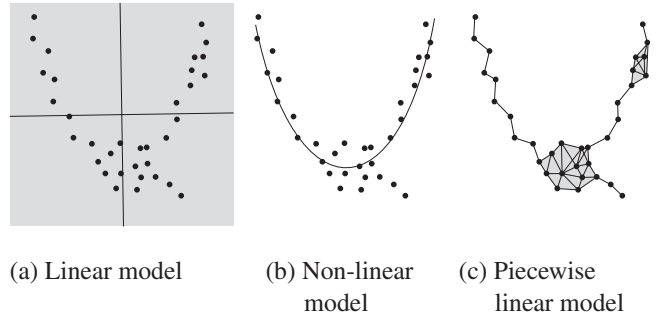 (a) Linear model
(b) Non-linear
model
(c) Piecewise
linear model